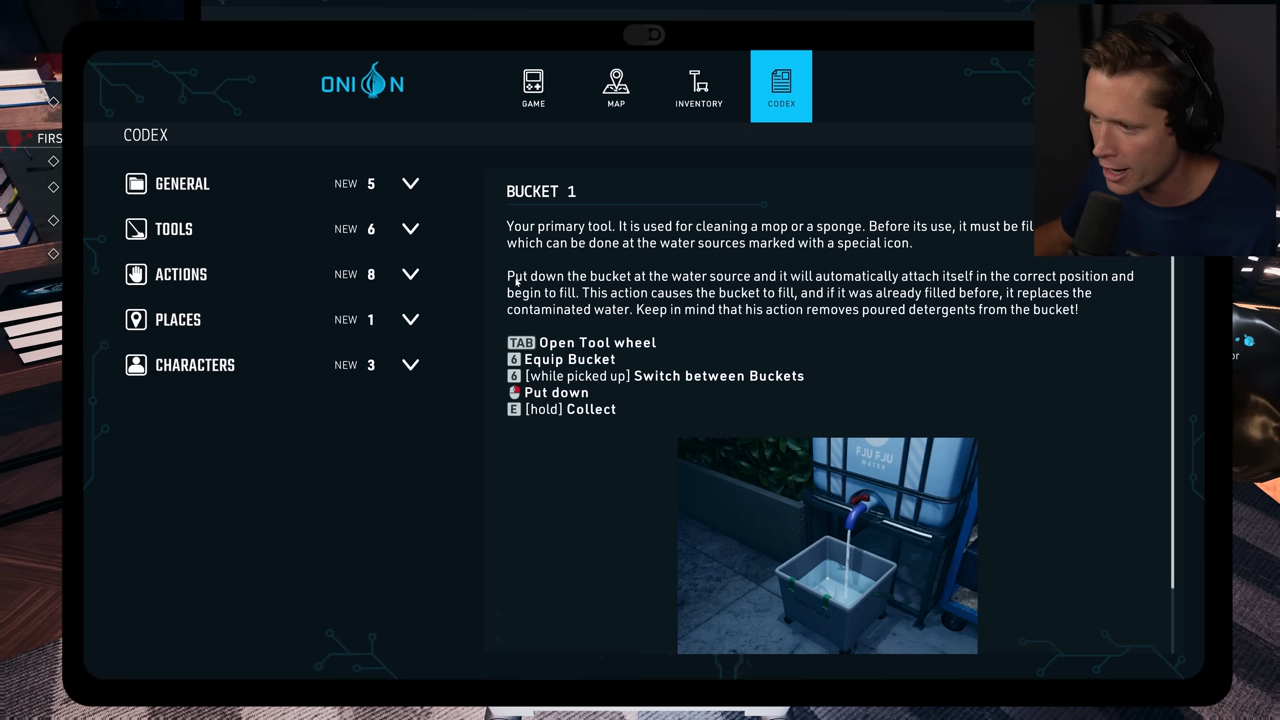 ONION
GAME
MAP
INVENTORY
CODEX
CODEX
FIRS
GENERAL
NEW 5
TOOLS
NEW 6
ACTIONS
NEW 8
PLACES
NEW 1
CHARACTERS
NEW 3
BUCKET 1
Your primary tool. It is used for cleaning a mop or a sponge. Before its use, it must be fil
which can be done at the water sources marked with a special icon.
Put down the bucket at the water source and it will automatically attach itself in the correct position and
begin to fill. This action causes the bucket to fill, and if it was already filled before, it replaces the
contaminated water. Keep in mind that his action removes poured detergents from the bucket!
TAB Open Tool wheel
6 Equip Bucket
6 [while picked up] Switch between Buckets
Put down
E [hold] Collect
FJU FJU
WATER
or